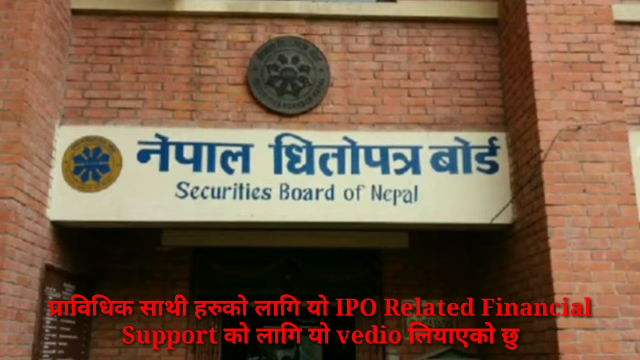 नेपाल धितोपत्र बोर्ड
Securities Board of Nepal
प्राविधिक साथी हरुको लागि यो IPO Related Financial
Support को लागि यो vedio लियाएको छु